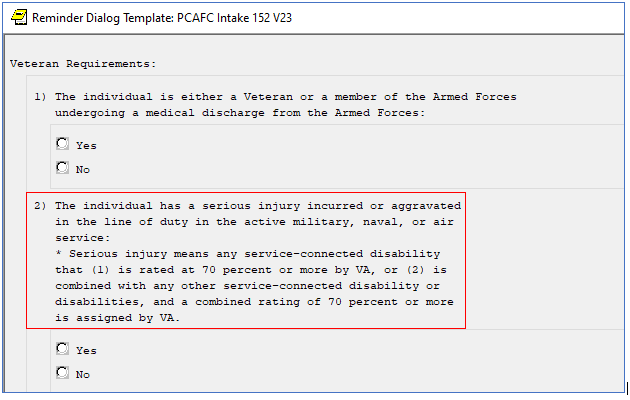 Reminder Dialog Template: PCAFC Intake 152 V23
Veteran Requirements:
1) The individual is either a Veteran or a member of the Armed Forces
undergoing a medical discharge from the Armed Forces:
Yes
No
2) The individual has a serious injury incurred or aggravated
in the line of duty in the active military, naval, or air
service:
* Serious injury means any service-connected disability
that (1) is rated at 70 percent or more by VA, or (2) is
combined with any other service-connected disability or
disabilities, and a combined rating of 70 percent or more
is assigned by VA.
Yes
No